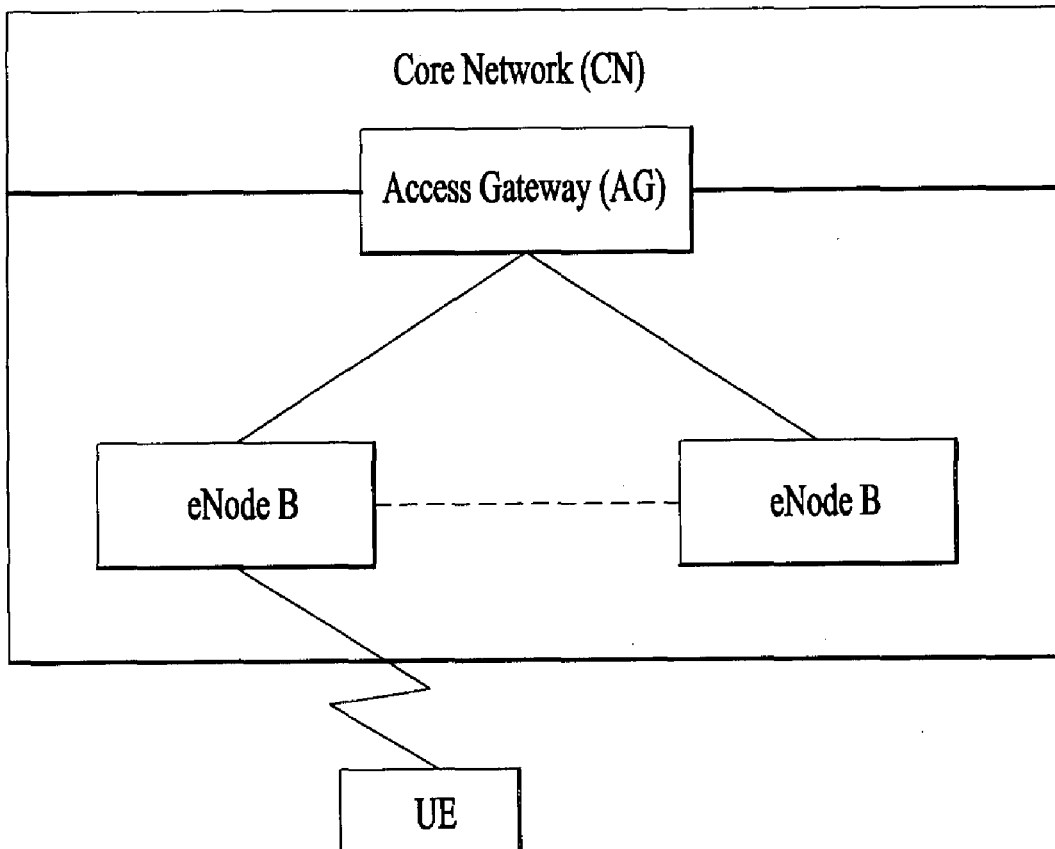 Core Network (CN)
Access Gateway (AG)
eNode B
eNode B
UE